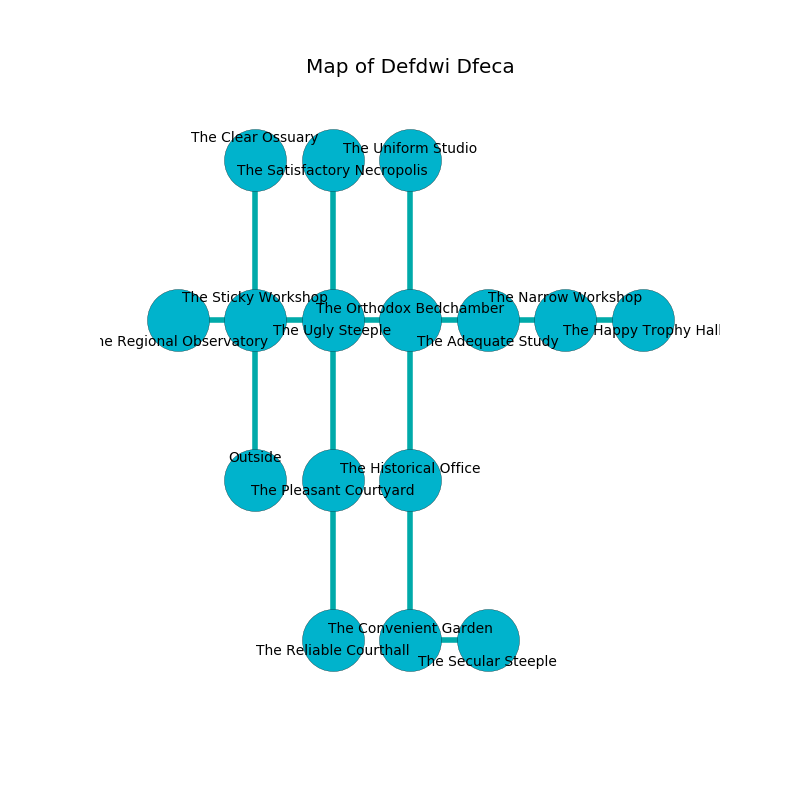 Map of Defdwi Dfeca
The Clear Ossuary
The Uniform Studio
The Satisfactory Necropolis
The Sticky Workshop
The Narrow Workshop
The Orthodox Bedchamber
The Ugly Steeple
The Happy Trophy Hall
he Regional Observatory
The Adequate Study
Outside
The Historical Office
The Pleasant Courtyard
The Convenient Garden
The Reliable Courthall
The Secular Steeple